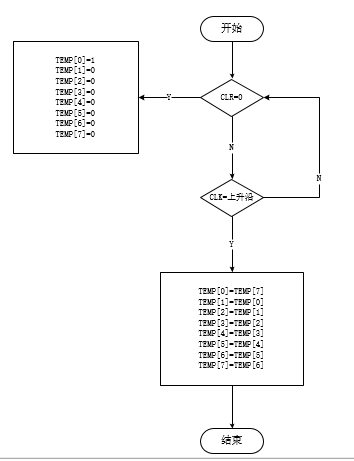 开始
CLR=0
Y
TEMP[0]=1
TEMP[1]=0
TEMP[2]=0
TEMP[3]=0
TEMP[4]=0
TEMP[5]=0
TEMP[6]=0
TEMP[7]=0
N
CLK=上升沿
N
Y
TEMP[0]=TEMP[7]
TEMP[1]=TEMP[0]
TEMP[2]=TEMP[1]
TEMP[3]=TEMP[2]
TEMP[4]=TEMP[3]
TEMP[5]=TEMP[4]
TEMP[6]=TEMP[5]
TEMP[7]=TEMP[6]
结束